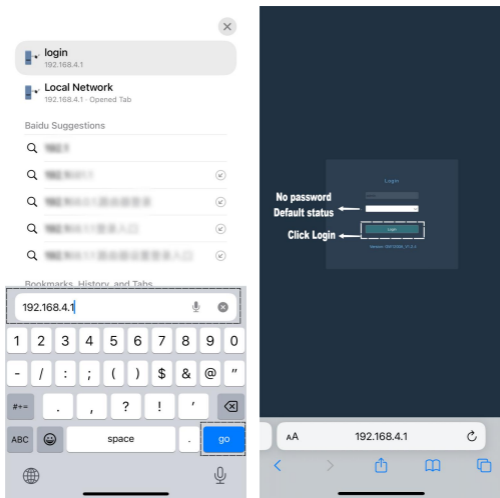 login
192.168.4.1
Local Network
192.168.4.1 · Opened Tab
Baidu Suggestions
Bookmarks, History, and Tabs
192.168.4.1
1 2 3 4 5 6 7 8 9 0
- / : ; ( ) $ & @ "
#+= . , ? ! '
ABC space . go
Login
No password
Default status
Login
Click Login
AA 192.168.4.1